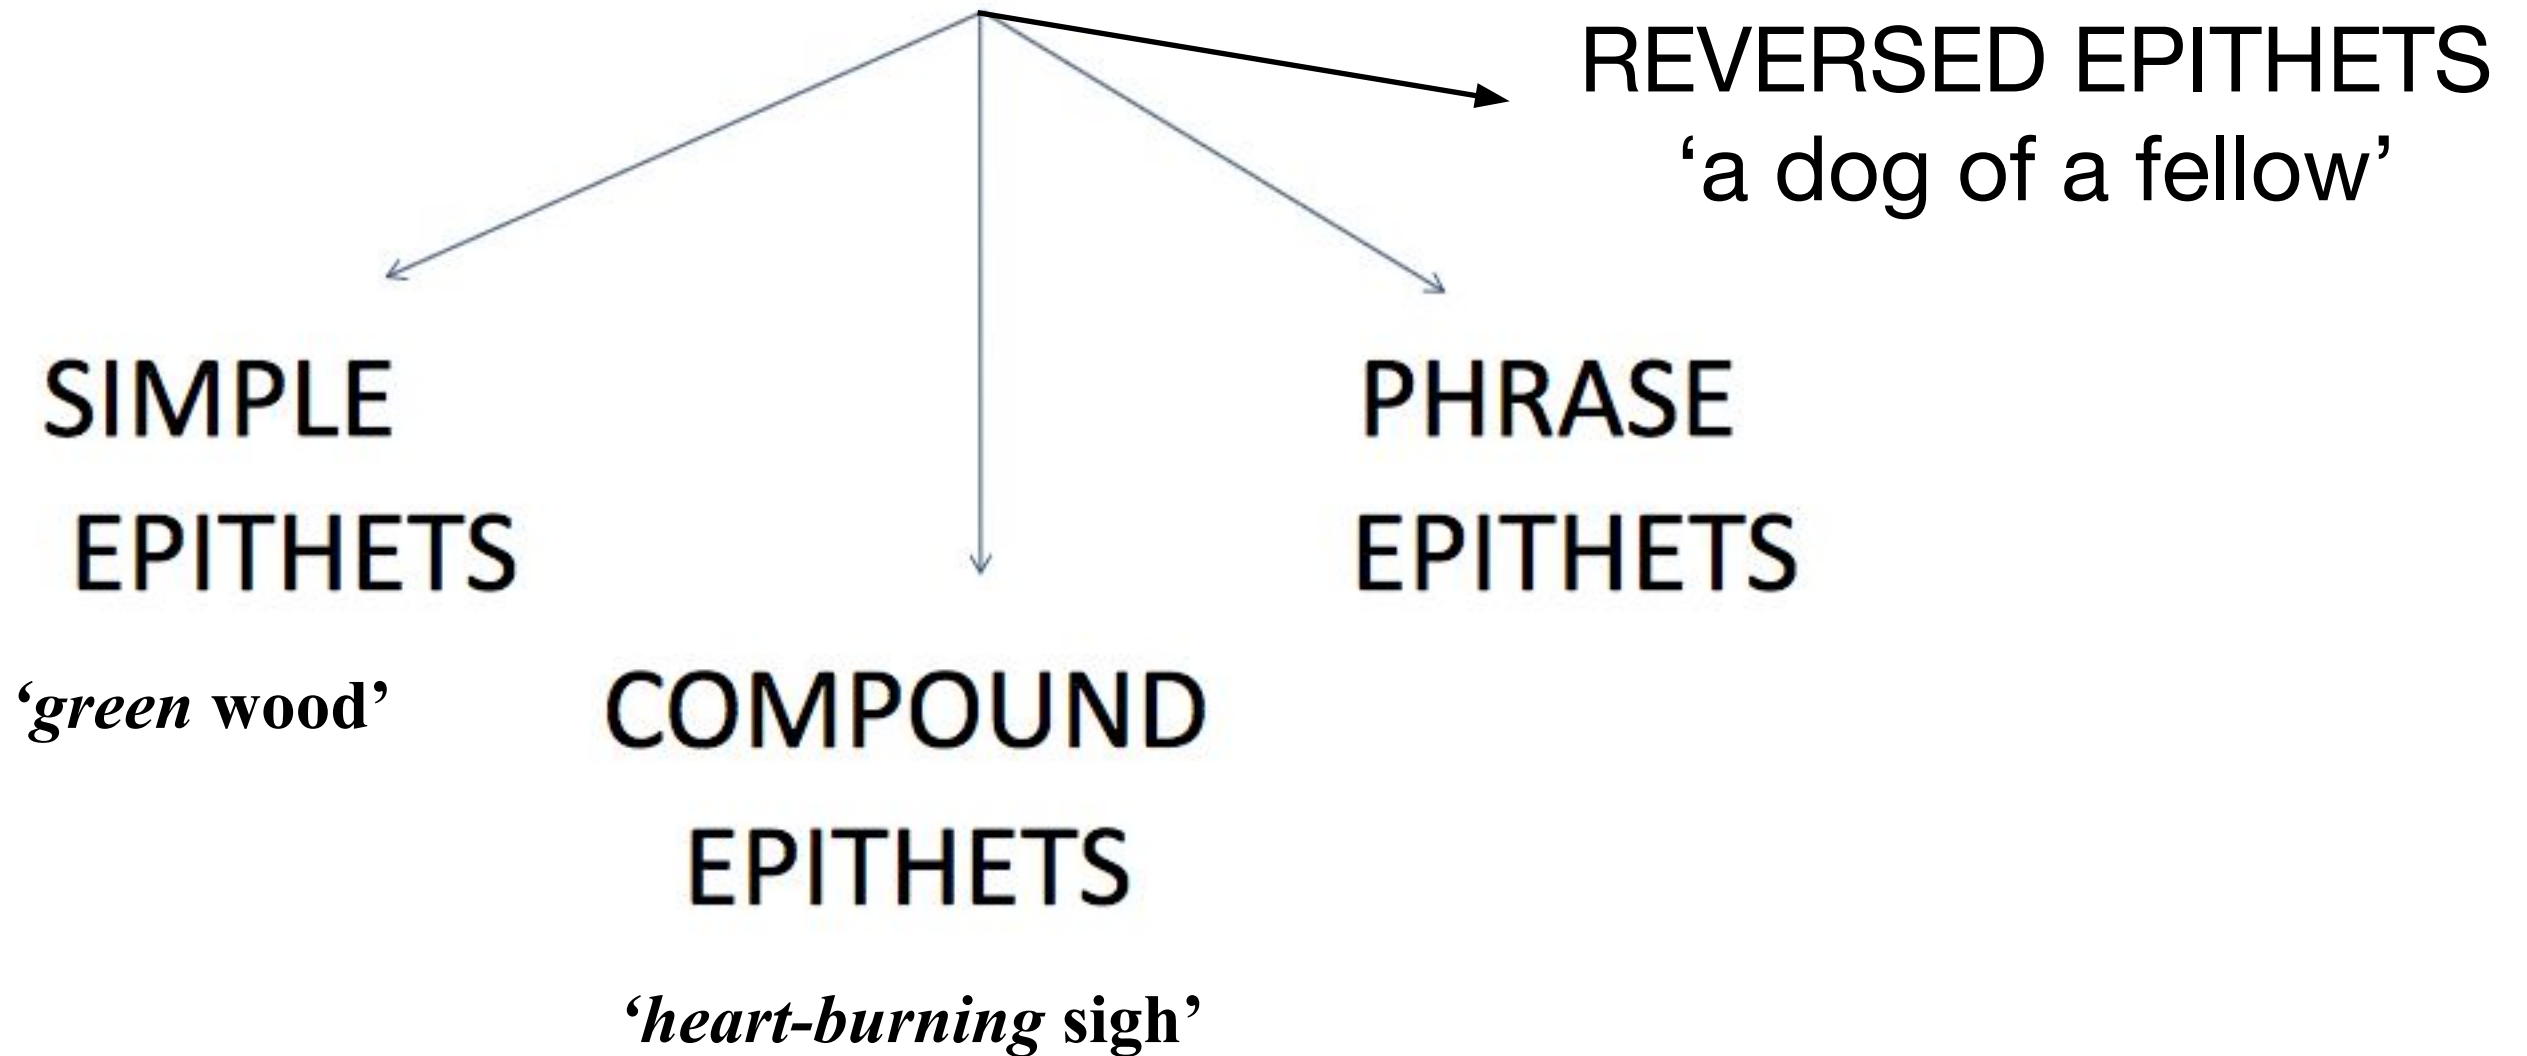 REVERSED EPITHETS
‘a dog of a fellow’
SIMPLE
EPITHETS
‘green wood’
PHRASE
EPITHETS
COMPOUND
EPITHETS
‘heart-burning sigh’